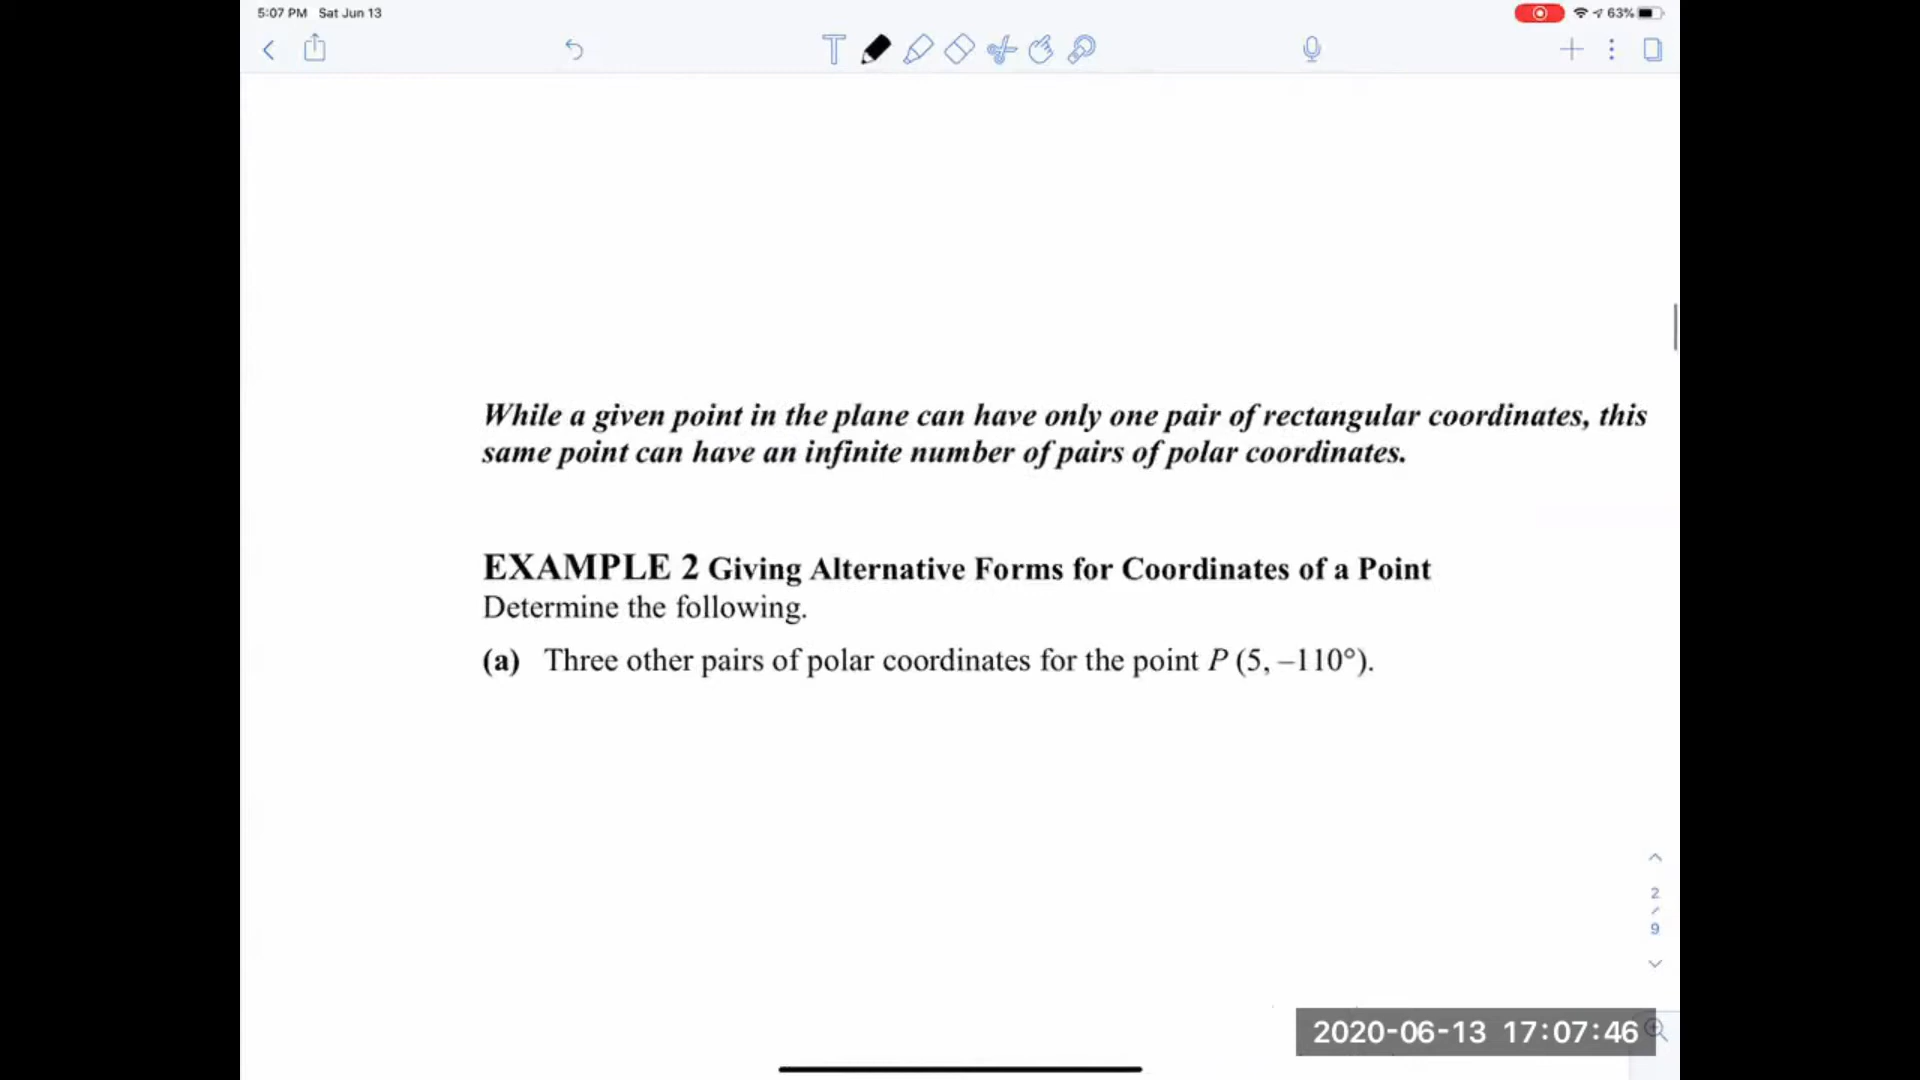 5:07 PM Sat Jun 13
63%
T
While a given point in the plane can have only one pair of rectangular coordinates, this
same point can have an infinite number of pairs of polar coordinates.
EXAMPLE 2 Giving Alternative Forms for Coordinates of a Point
Determine the following.
(a) Three other pairs of polar coordinates for the point P (5, –110°).
2
/
9
2020-06-13 17:07:46